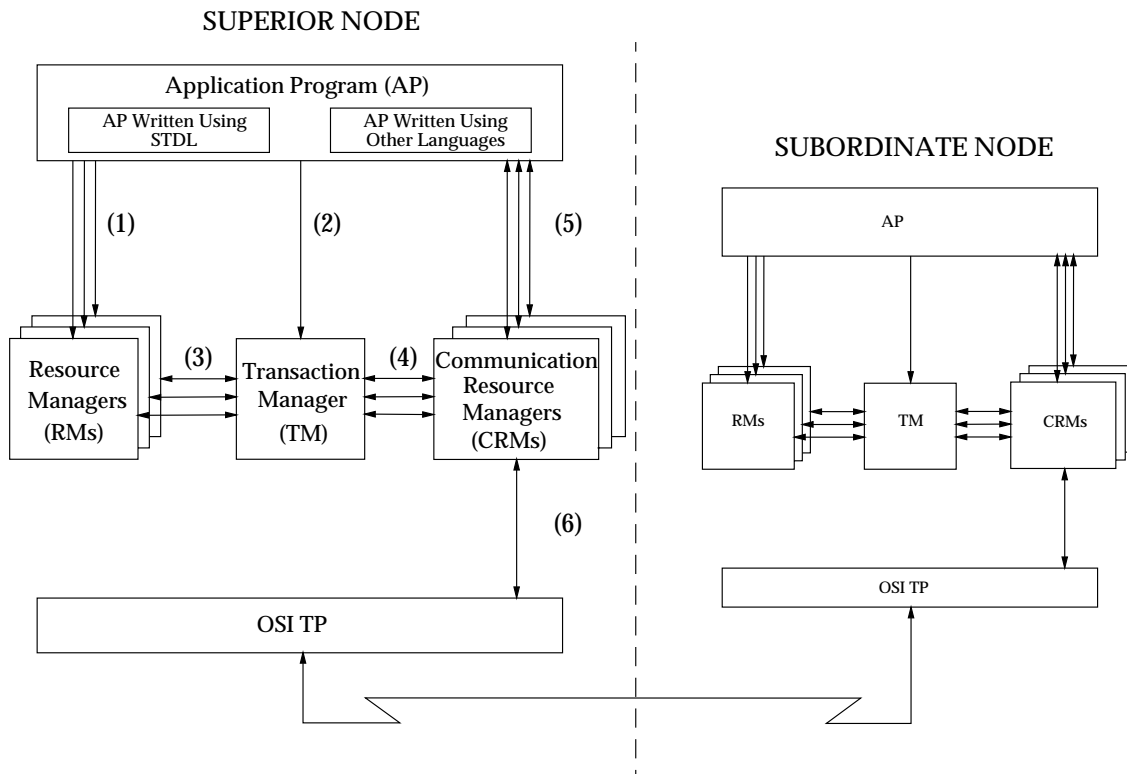 SUPERIOR NODE
Application Program (AP)
AP Written Using
STDL
AP Written Using
Other Languages
(1)
(2)
(5)
Resource
Managers
(RMs)
(3)
Transaction
Manager
(TM)
(4)
Communication
Resource
Managers
(CRMs)
(6)
OSI TP
SUBORDINATE NODE
AP
RMs
TM
CRMs
OSI TP